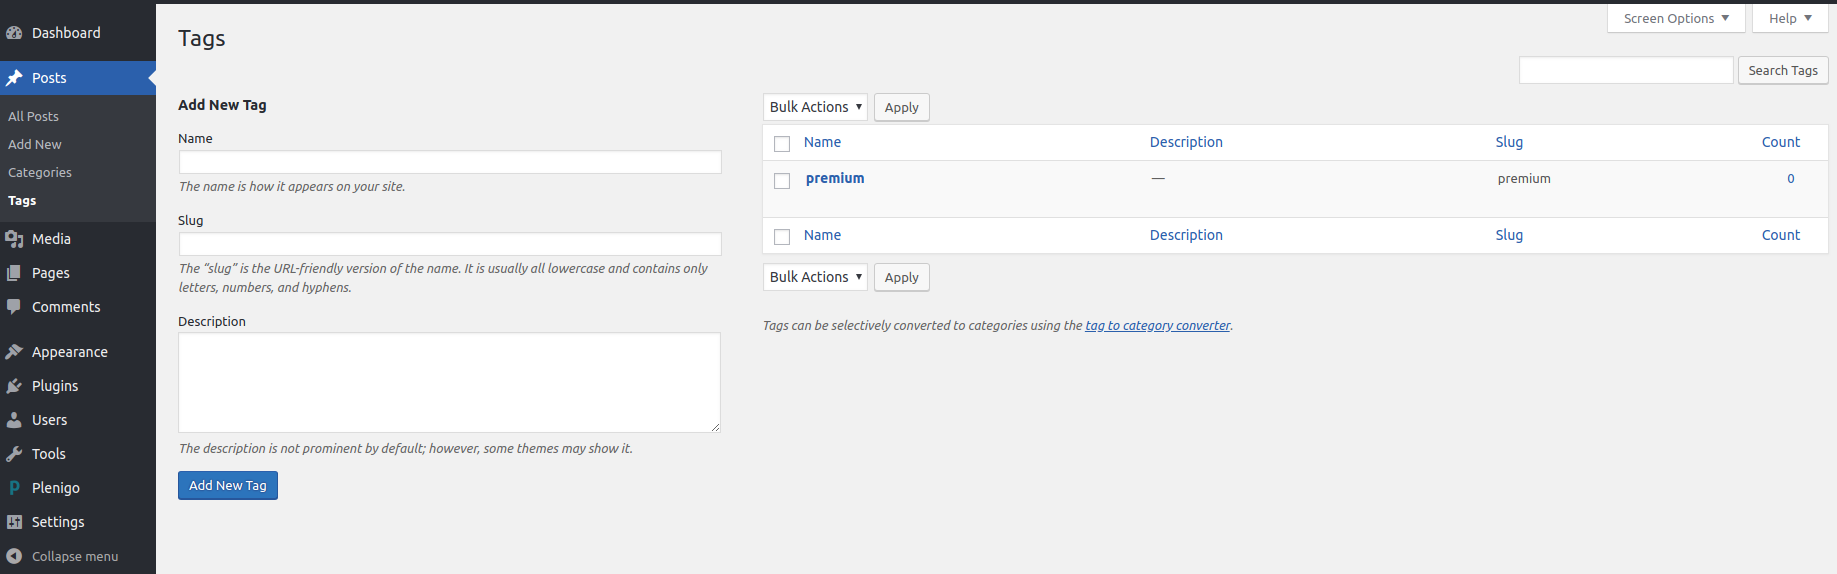 Dashboard
Posts
All Posts
Add New
Categories
Tags
Media
Pages
Comments
Appearance
Plugins
Users
Tools
Plenigo
Settings
Collapse menu
Screen Options ▼
Help ▼
Tags
Search Tags
Add New Tag
Name
The name is how it appears on your site.
Slug
The “slug” is the URL-friendly version of the name. It is usually all lowercase and contains only
letters, numbers, and hyphens.
Description
The description is not prominent by default; however, some themes may show it.
Add New Tag
Bulk Actions ▼ Apply
Name Description Slug Count
premium — premium 0
Name Description Slug Count
Bulk Actions ▼ Apply
Tags can be selectively converted to categories using the tag to category converter.